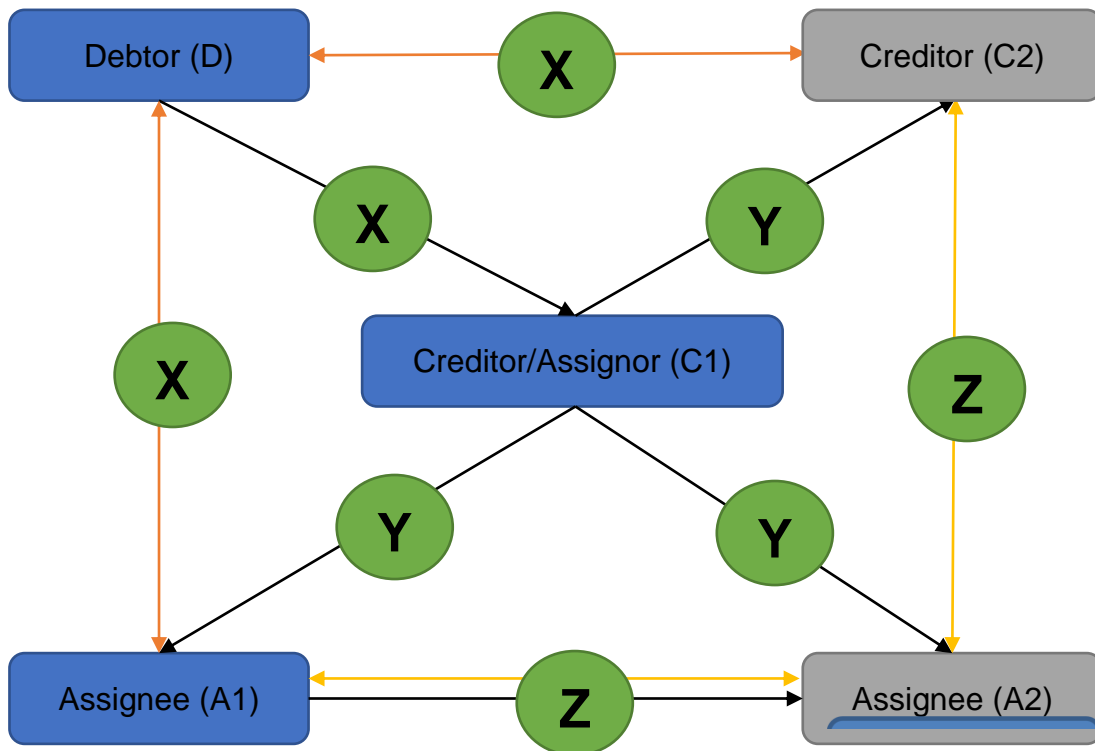 Debtor (D)
X
Creditor (C2)
X
Y
Creditor/Assignor (C1)
X
Z
Y
Y
Assignee (A1)
Z
Assignee (A2)